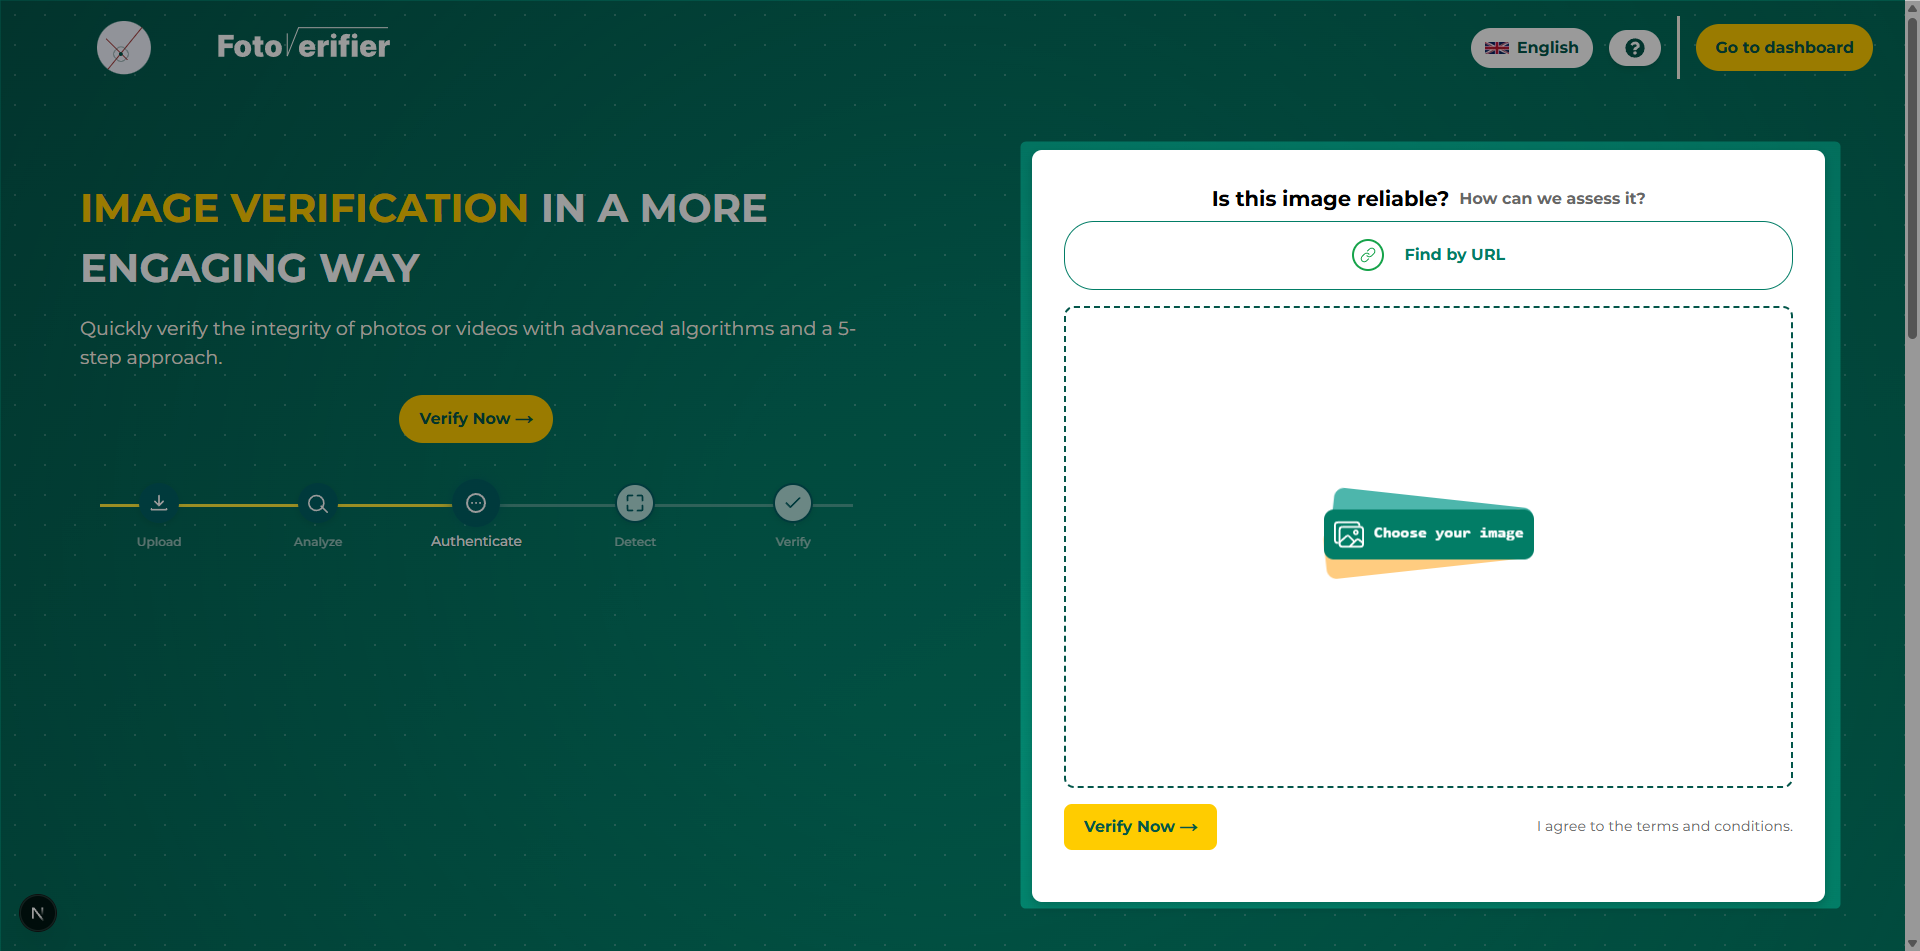 Foto√erifier
English
Go to dashboard
IMAGE VERIFICATION IN A MORE
ENGAGING WAY
Quickly verify the integrity of photos or videos with advanced algorithms and a 5-
step approach.
Verify Now →
Upload
Analyze
Authenticate
Detect
Verify
Is this image reliable? How can we assess it?
Find by URL
Choose your image
Verify Now →
I agree to the terms and conditions.
N